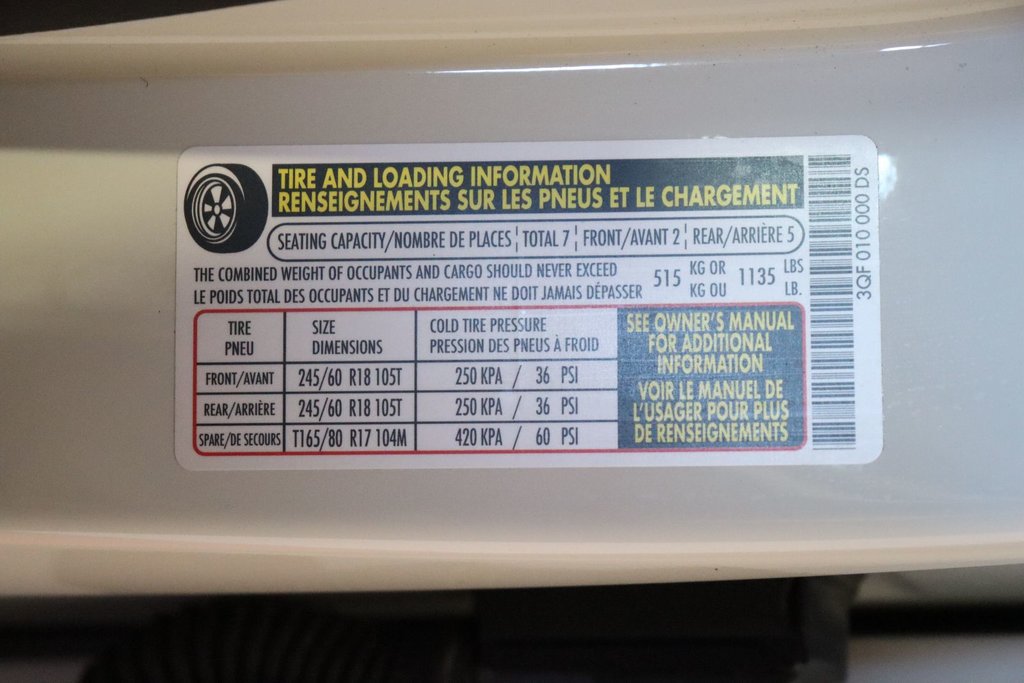 TIRE AND LOADING INFORMATION
RENSEIGNEMENTS SUR LES PNEUS ET LE CHARGEMENT
SEATING CAPACITY/NOMBRE DE PLACES TOTAL 7 FRONT/AVANT 2 REAR/ARRIÈRE 5
THE COMBINED WEIGHT OF OCCUPANTS AND CARGO SHOULD NEVER EXCEED 515 KG OR 1135 LBS
LE POIDS TOTAL DES OCCUPANTS ET DU CHARGEMENT NE DOIT JAMAIS DÉPASSER KG OU LB.
TIRE SIZE COLD TIRE PRESSURE
PNEU DIMENSIONS PRESSION DES PNEUS À FROID
FRONT/AVANT 245/60 R18 105T 250 KPA / 36 PSI
REAR/ARRIÈRE 245/60 R18 105T 250 KPA / 36 PSI
SPARE/DE SECOURS T165/80 R17 104M 420 KPA / 60 PSI
SEE OWNER'S MANUAL
FOR ADDITIONAL
INFORMATION
VOIR LE MANUEL DE
L'USAGER POUR PLUS
DE RENSEIGNEMENTS
3QF 010 000 DS